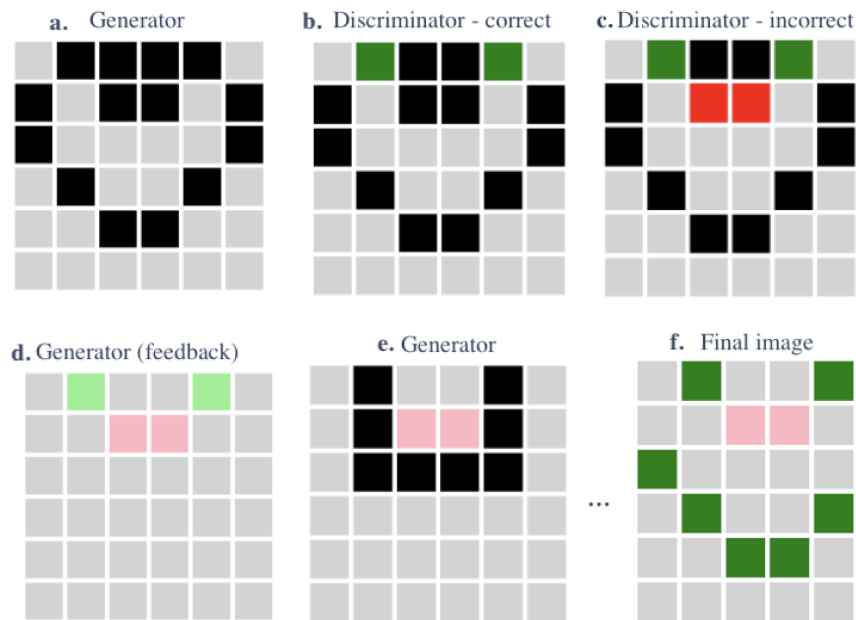 a. Generator
b. Discriminator - correct
c. Discriminator - incorrect
d. Generator (feedback)
e. Generator
f. Final image
...